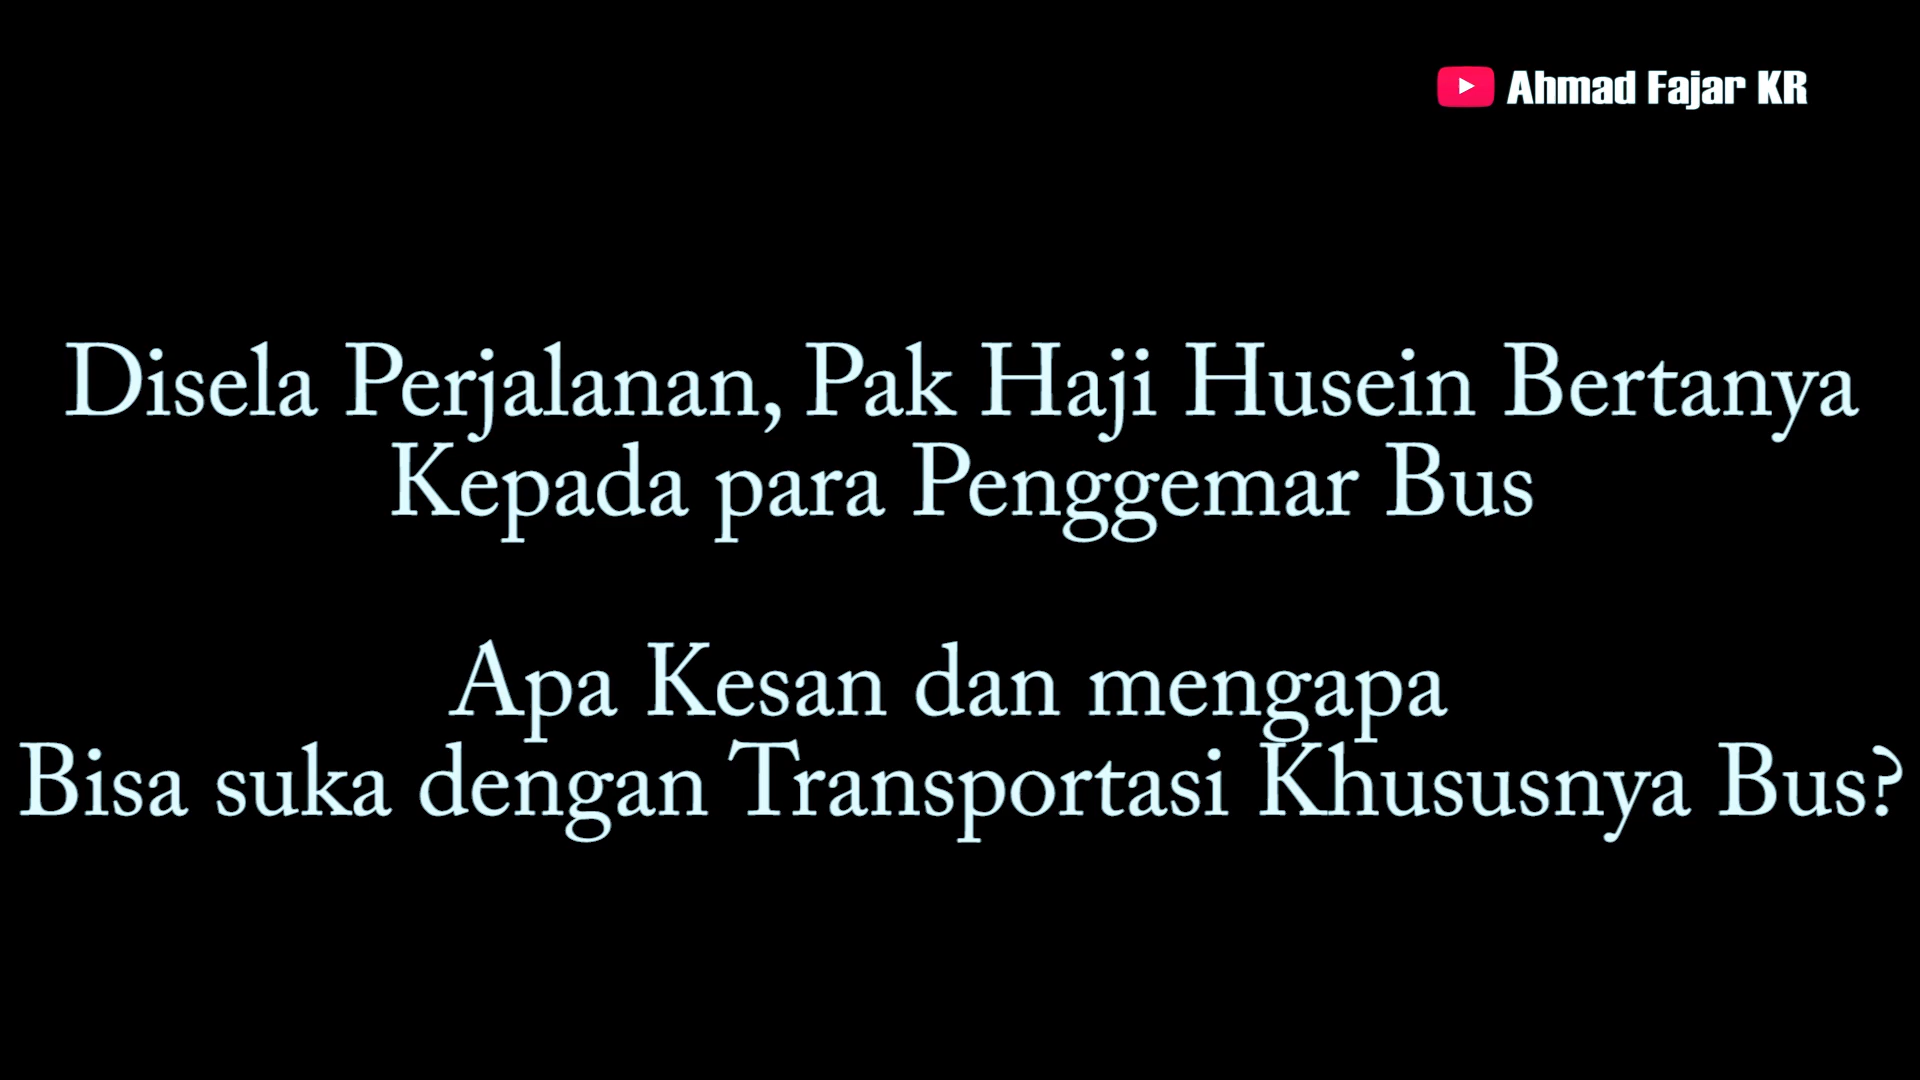 Ahmad Fajar KR
Disela Perjalanan, Pak Haji Husein Bertanya
Kepada para Penggemar Bus
Apa Kesan dan mengapa
Bisa suka dengan Transportasi Khususnya Bus?